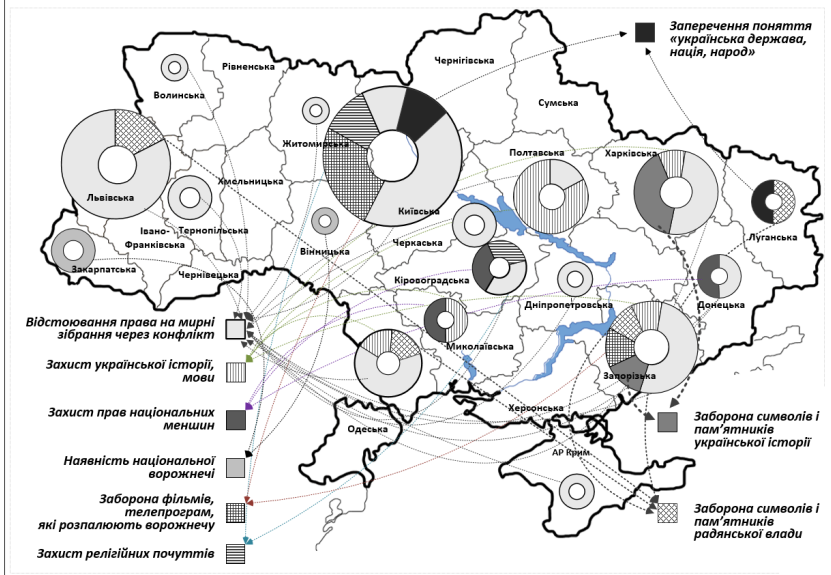 Заперечення поняття
«українська держава,
нація, народ»
Рівненська
Чернігівська
Волинська
Сумська
Житомирська
Полтавська
Харківська
Хмельницька
Львівська
Київська
Тернопільська
Івано-
Франківська
Вінницька
Черкаська
Луганська
Закарпатська
Чернівецька
Кіровоградська
Дніпропетровська
Донецька
Відстоювання права на мирні
зібрання через конфлікт
Миколаївська
Захист української історії,
мови
Запорізька
Херсонська
Захист прав національних
меншин
Одеська
Заборона символів і
пам’ятників
української історії
АР Крим
Наявність національної
ворожнечі
Заборона фільмів,
телепрограм,
які розпалюють ворожнечу
Заборона символів і
пам’ятників
радянської влади
Захист релігійних почуттів